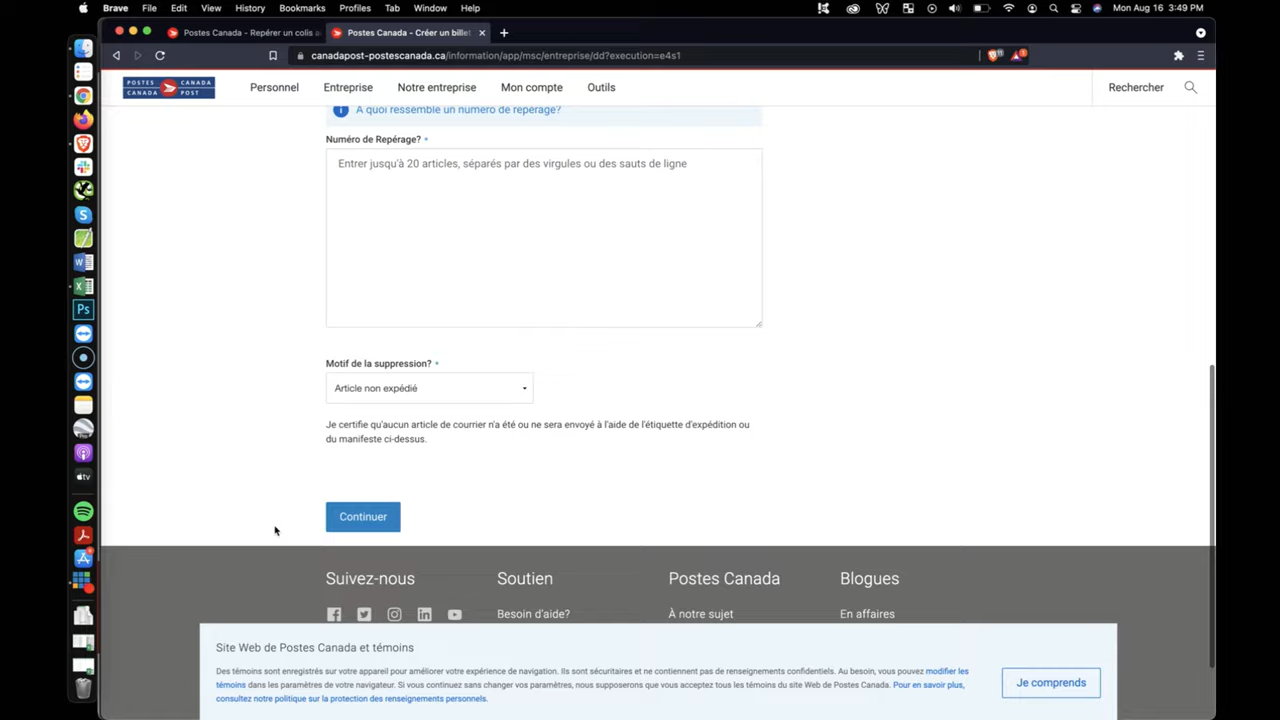 Brave File Edit View History Bookmarks Profiles Tab Window Help Mon Aug 16 3:49 PM
Postes Canada - Repérer un colis au
Postes Canada - Créer un billet
canadapost-postescanada.ca/information/app/msc/entreprise/dd?execution=e4s1
POSTES CANADA
CANADA POST
Personnel Entreprise Notre entreprise Mon compte Outils Rechercher
A quoi ressemble un numero de reperage?
Numéro de Repérage? *
Entrer jusqu'à 20 articles, séparés par des virgules ou des sauts de ligne
Motif de la suppression? *
Article non expédié
Je certifie qu'aucun article de courrier n'a été ou ne sera envoyé à l'aide de l'étiquette d'expédition ou
du manifeste ci-dessus.
Continuer
Suivez-nous Soutien Postes Canada Blogues
Besoin d'aide? À notre sujet En affaires
Site Web de Postes Canada et témoins
Des témoins sont enregistrés sur votre appareil pour améliorer votre expérience de navigation. Ils sont sécuritaires et ne contiennent pas de renseignements confidentiels. Au besoin, vous pouvez modifier les
témoins dans les paramètres de votre navigateur. Si vous continuez sans changer vos paramètres, nous supposerons que vous acceptez tous les témoins du site Web de Postes Canada. Pour en savoir plus,
consultez notre politique sur la protection des renseignements personnels.
Je comprends
Ps
tv